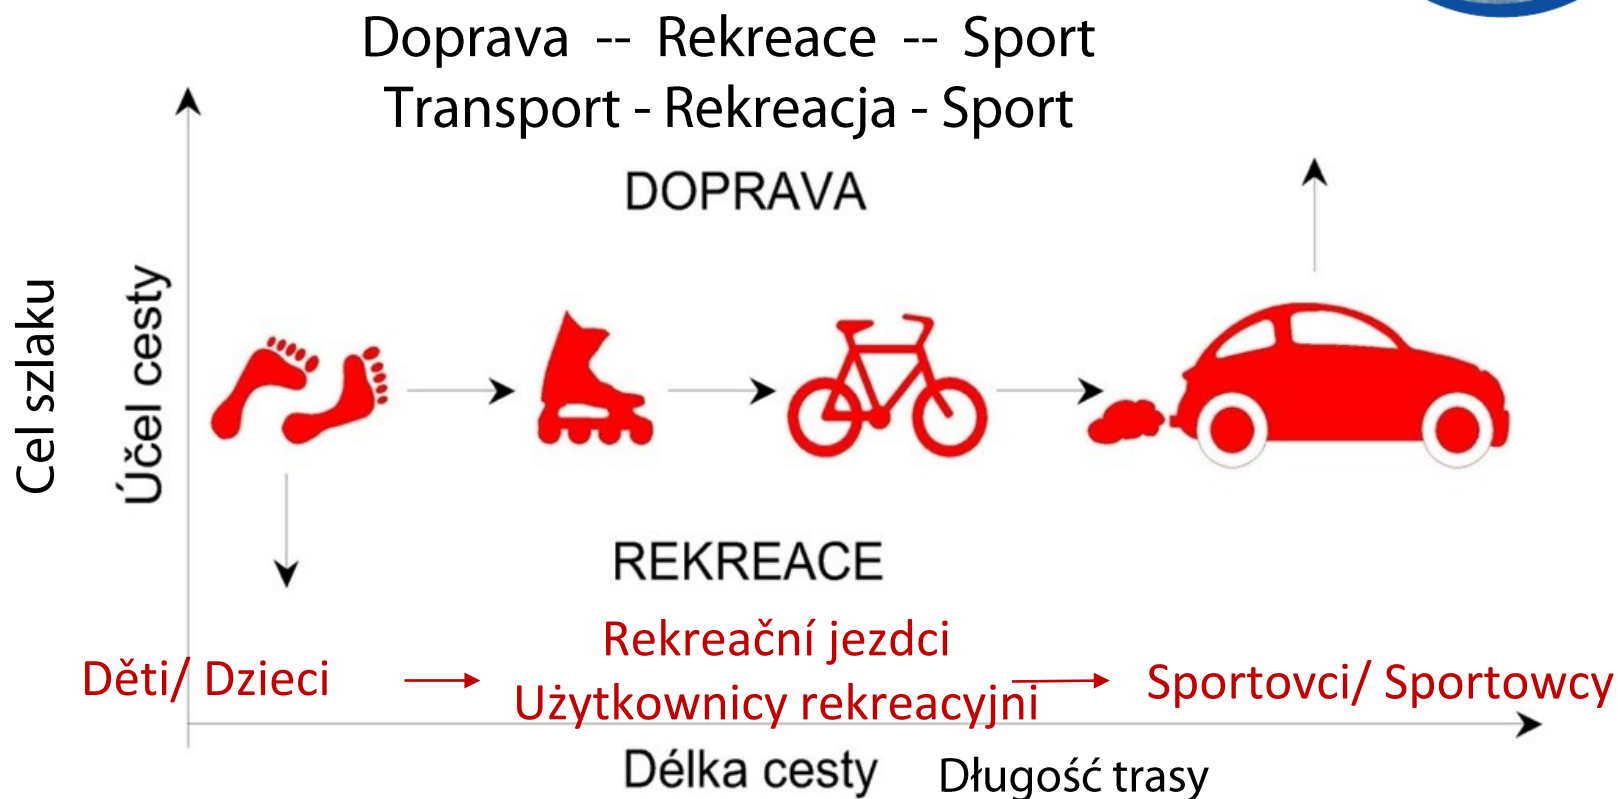 Doprava -- Rekreace -- Sport
Transport - Rekreacja - Sport
DOPRAVA
Cel szlaku
Účel cesty
REKREACE
Děti/ Dzieci
Rekreační jezdci
Użytkownicy rekreacyjni
Sportovci/ Sportowcy
Délka cesty
Długość trasy